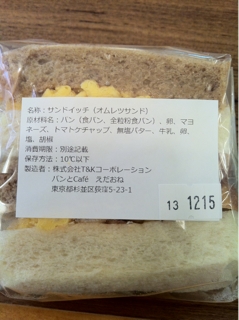 名称：サンドイッチ（オムレツサンド）
原材料名：パン（食パン、全粒粉食パン）、卵、マヨ
ネーズ、トマトケチャップ、無塩バター、牛乳、卵、
塩、胡椒
消費期限：別途記載
保存方法：10℃以下
製造者：株式会社T&Kコーポレーション
パンとCafé えだおね
東京都杉並区荻窪5-23-1
13 1215